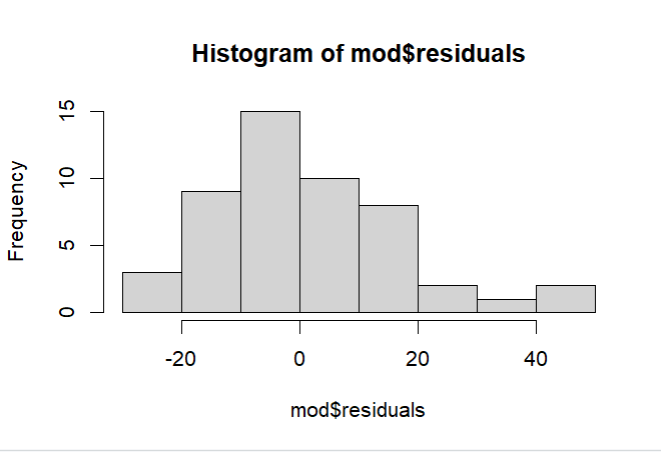 Histogram of mod$residuals
Frequency
15
10
5
0
-20 0 20 40
mod$residuals